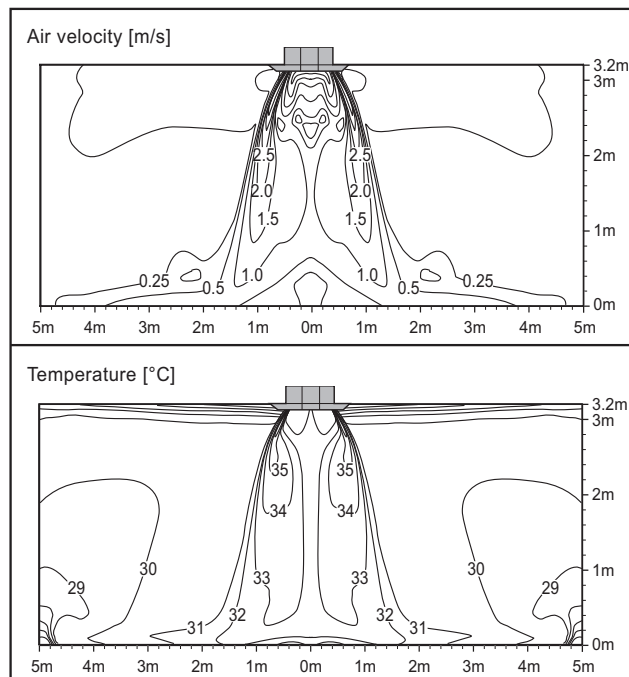 Air velocity [m/s]
3.2m
3m
2.5 2.5
2m
2.0 2.0
1.5 1.5
1m
0.25 1.0 1.0 0.25
0.5 0.5
0m
5m 4m 3m 2m 1m 0m 1m 2m 3m 4m 5m
Temperature [°C]
3.2m
3m
35 35
34 34
2m
30 33 33 30
29 29
1m
31 32 32 31
0m
5m 4m 3m 2m 1m 0m 1m 2m 3m 4m 5m